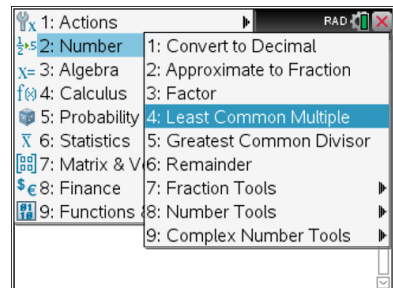 1: Actions
RAD
2: Number
3: Algebra
4: Calculus
5: Probability
6: Statistics
7: Matrix & V
8: Finance
9: Functions &
1: Convert to Decimal
2: Approximate to Fraction
3: Factor
4: Least Common Multiple
5: Greatest Common Divisor
6: Remainder
7: Fraction Tools
8: Number Tools
9: Complex Number Tools